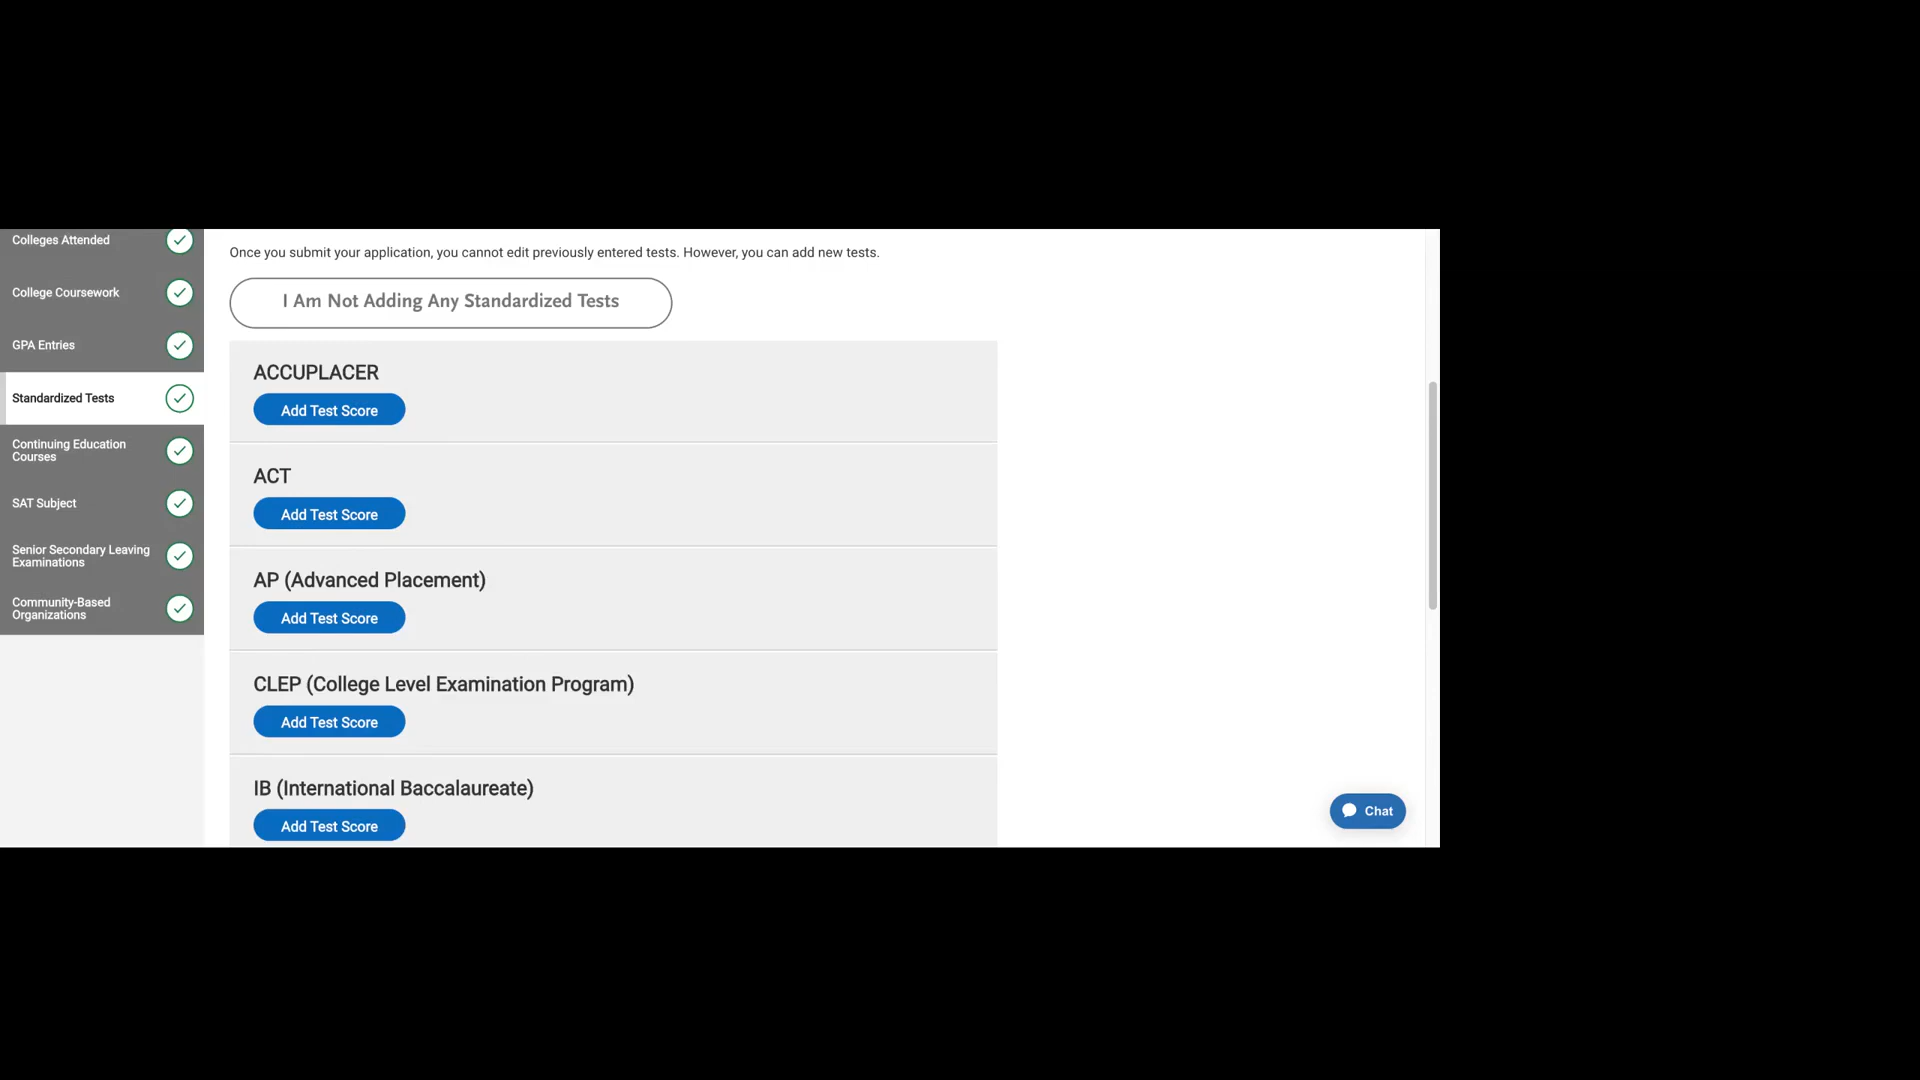 Colleges Attended
College Coursework
GPA Entries
Standardized Tests
Continuing Education
Courses
SAT Subject
Senior Secondary Leaving
Examinations
Community-Based
Organizations
Once you submit your application, you cannot edit previously entered tests. However, you can add new tests.
I Am Not Adding Any Standardized Tests
ACCUPLACER
Add Test Score
ACT
Add Test Score
AP (Advanced Placement)
Add Test Score
CLEP (College Level Examination Program)
Add Test Score
IB (International Baccalaureate)
Add Test Score
Chat